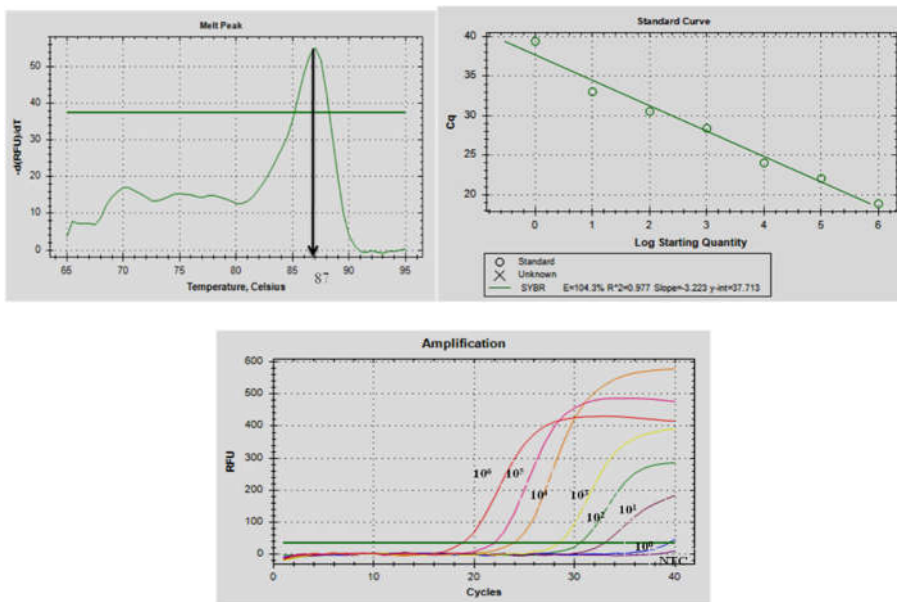 Melt Peak
-d(RFU)/dT
50
40
30
20
10
0
65 70 75 80 85 90 95
87
Temperature, Celsius
Standard Curve
Cq
40
35
30
25
20
0 1 2 3 4 5 6
Log Starting Quantity
Standard
Unknown
SYBR E=104.3% R^2=0.977 Slope=-3.223 y-int=37.713
Amplification
RFU
600
500
400
300
200
100
0
10⁶ 10⁵ 10⁴ 10³ 10² 10¹ 10⁰
NTC
0 10 20 30 40
Cycles